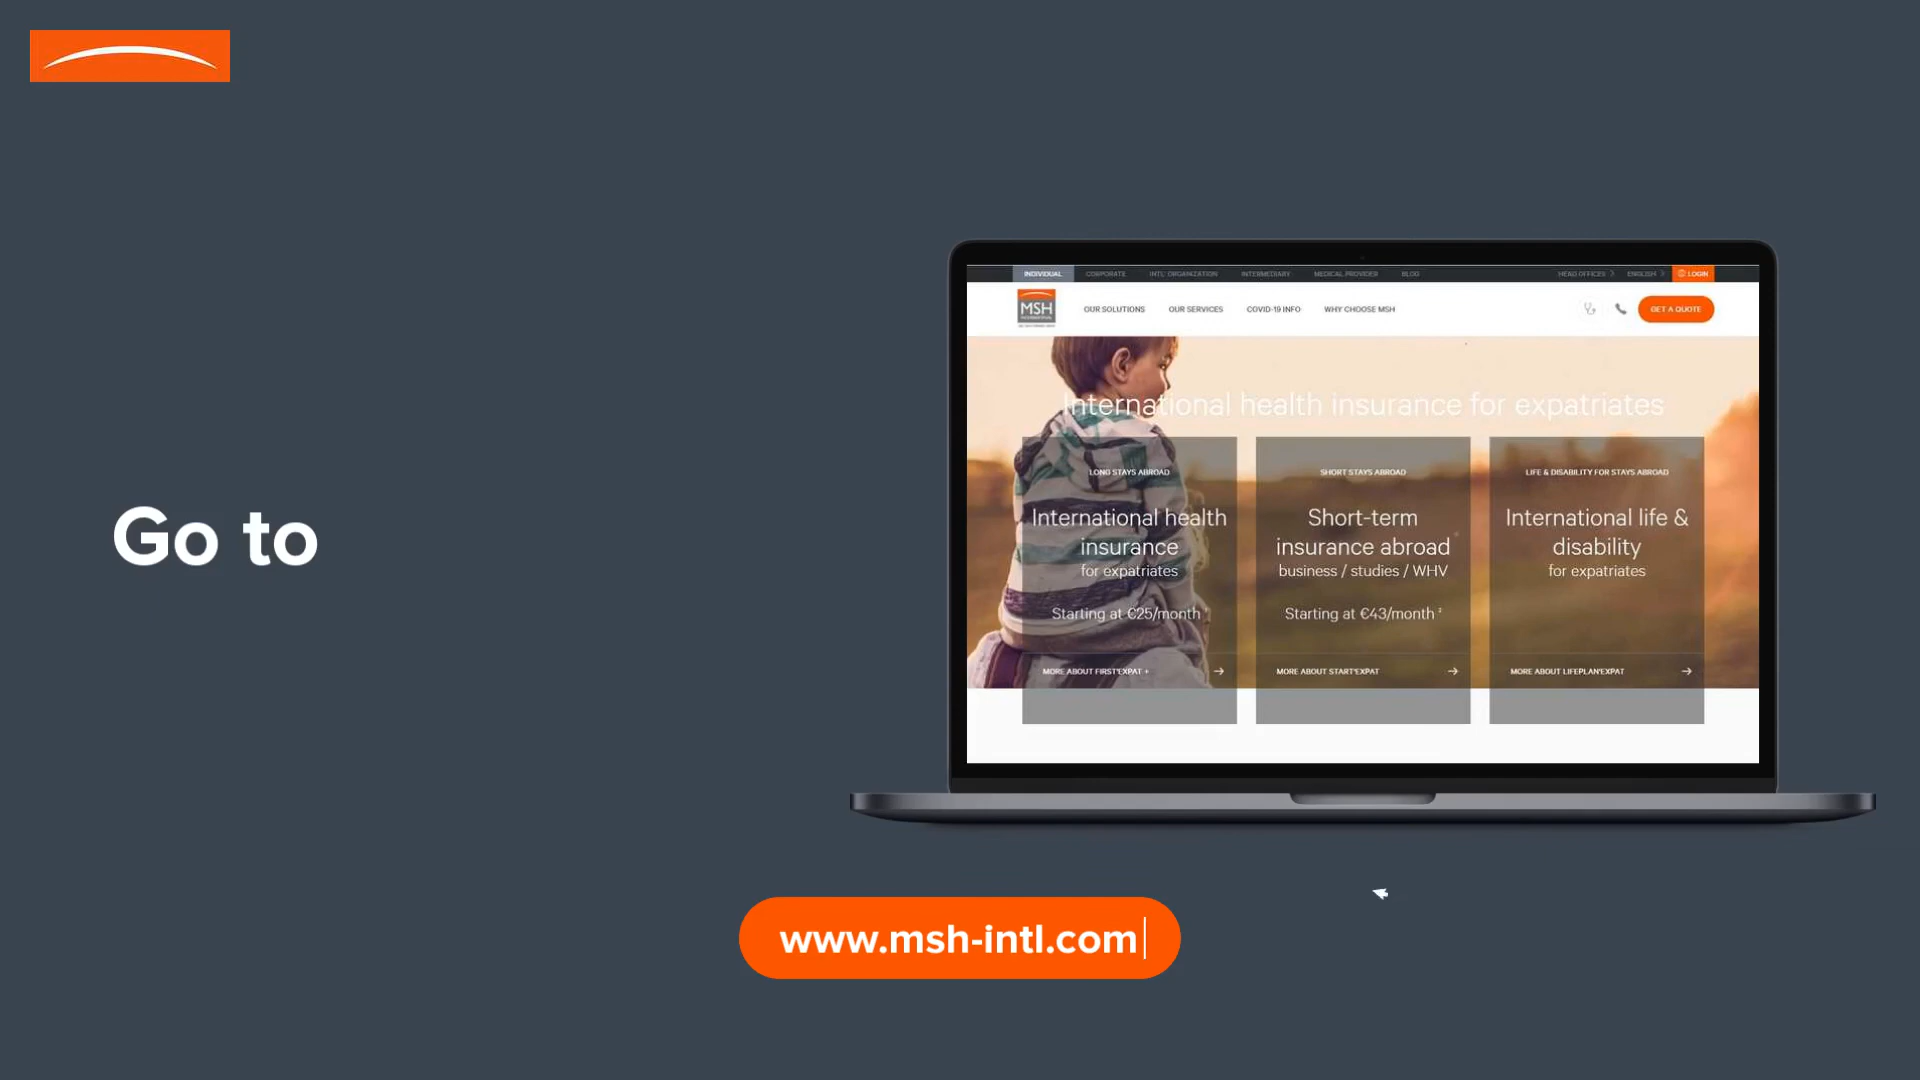 INDIVIDUAL CORPORATE INTL' ORGANIZATION INTERMEDIARY MEDICAL PROVIDER BLOG HEAD OFFICES ENGLISH LOGIN
MSH OUR SOLUTIONS OUR SERVICES COVID-19 INFO WHY CHOOSE MSH GET A QUOTE
International health insurance for expatriates
LONG STAYS ABROAD
International health
insurance
for expatriates
Starting at €25/month
MORE ABOUT FIRST'EXPAT +
SHORT STAYS ABROAD
Short-term
insurance abroad
business / studies / WHV
Starting at €43/month
MORE ABOUT START'EXPAT
LIFE & DISABILITY FOR STAYS ABROAD
International life &
disability
for expatriates
MORE ABOUT LIFEPLAN'EXPAT
Go to
www.msh-intl.com